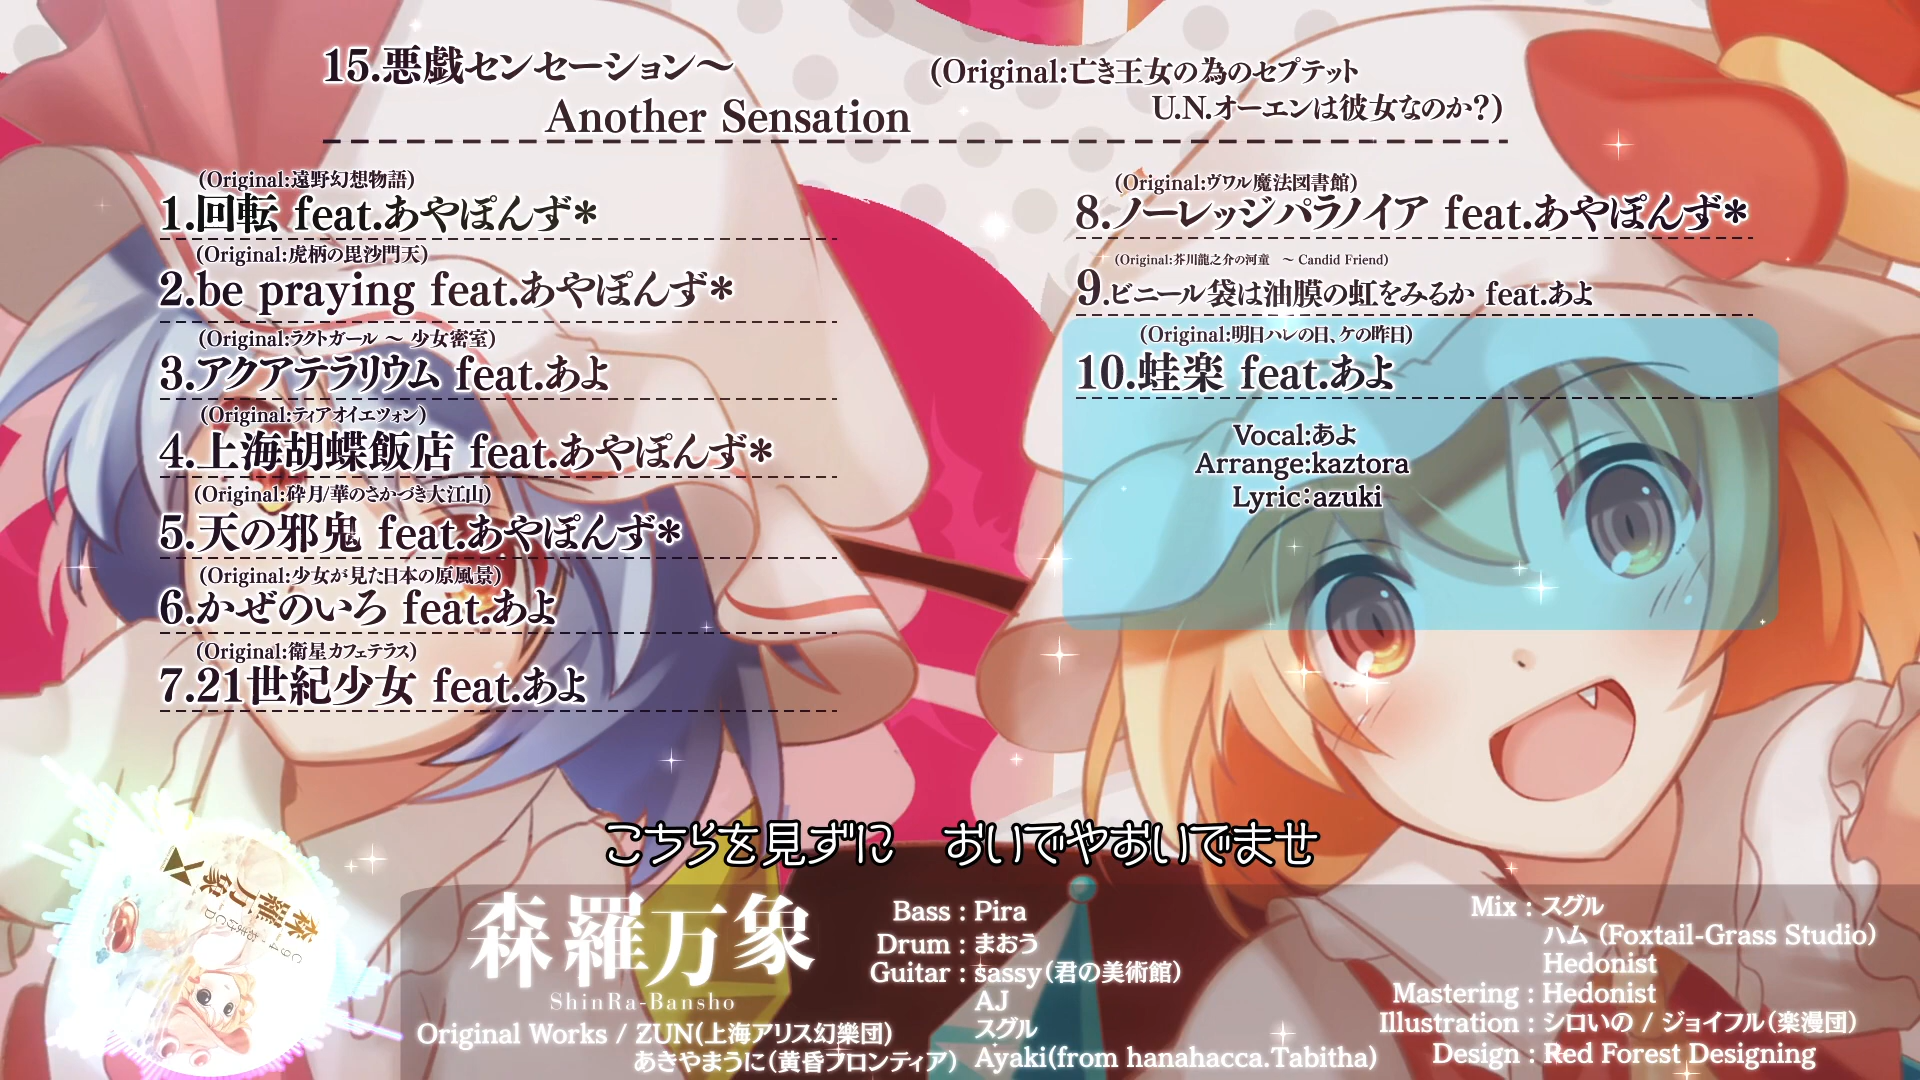 15.悪戯センセーション〜
Another Sensation
(Original:亡き王女の為のセプテット
U.N.オーエンは彼女なのか?)
(Original:遠野幻想物語)
1.回転 feat.あやぽんず*
(Original:虎柄の毘沙門天)
2.be praying feat.あやぽんず*
(Original:ラクトガール 〜 少女密室)
3.アクアテラリウム feat.あよ
(Original:ティアオイエツォン)
4.上海胡蝶飯店 feat.あやぽんず*
(Original:砕月/華のさかづき大江山)
5.天の邪鬼 feat.あやぽんず*
(Original:少女が見た日本の原風景)
6.かぜのいろ feat.あよ
(Original:衛星カフェテラス)
7.21世紀少女 feat.あよ
(Original:ヴワル魔法図書館)
8.ノーレッジパラノイア feat.あやぽんず*
(Original:芥川龍之介の河童 〜 Candid Friend)
9.ビニール袋は油膜の虹をみるか feat.あよ
(Original:明日ハレの日、ケの昨日)
10.蛙楽 feat.あよ
Vocal:あよ
Arrange:kaztora
Lyric:azuki
こちらを見ずに おいでやおいでませ
森羅万象
ShinRa-Bansho
Original Works / ZUN(上海アリス幻樂団)
あきやまうに(黄昏フロンティア)
Bass : Pira
Drum : まおう
Guitar : sassy(君の美術館)
AJ
スグル
Ayaki(from hanahacca.Tabitha)
Mix : スグル
ハム (Foxtail-Grass Studio)
Hedonist
Mastering : Hedonist
Illustration : シロいの / ジョイフル(楽漫団)
Design : Red Forest Designing
森羅万象